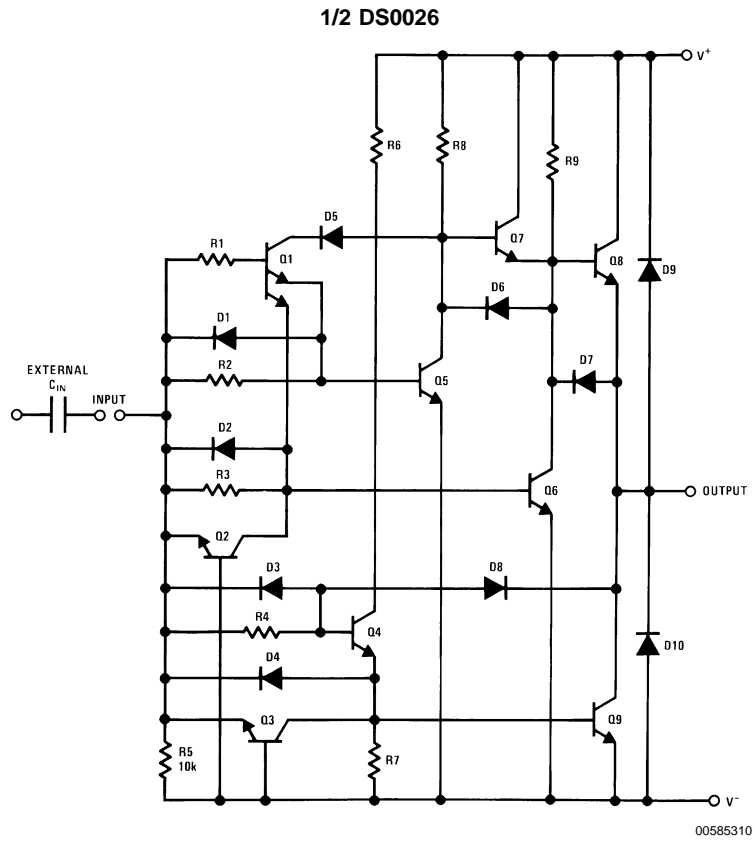 1/2 DS0026
V+
R6
R8
R9
D5
R1
Q1
Q7
Q8
D9
D6
D1
R2
Q5
D7
EXTERNAL
CIN
INPUT
D2
R3
Q6
OUTPUT
Q2
D3
D8
R4
Q4
D10
D4
Q3
Q9
R5
10k
R7
V-
00585310